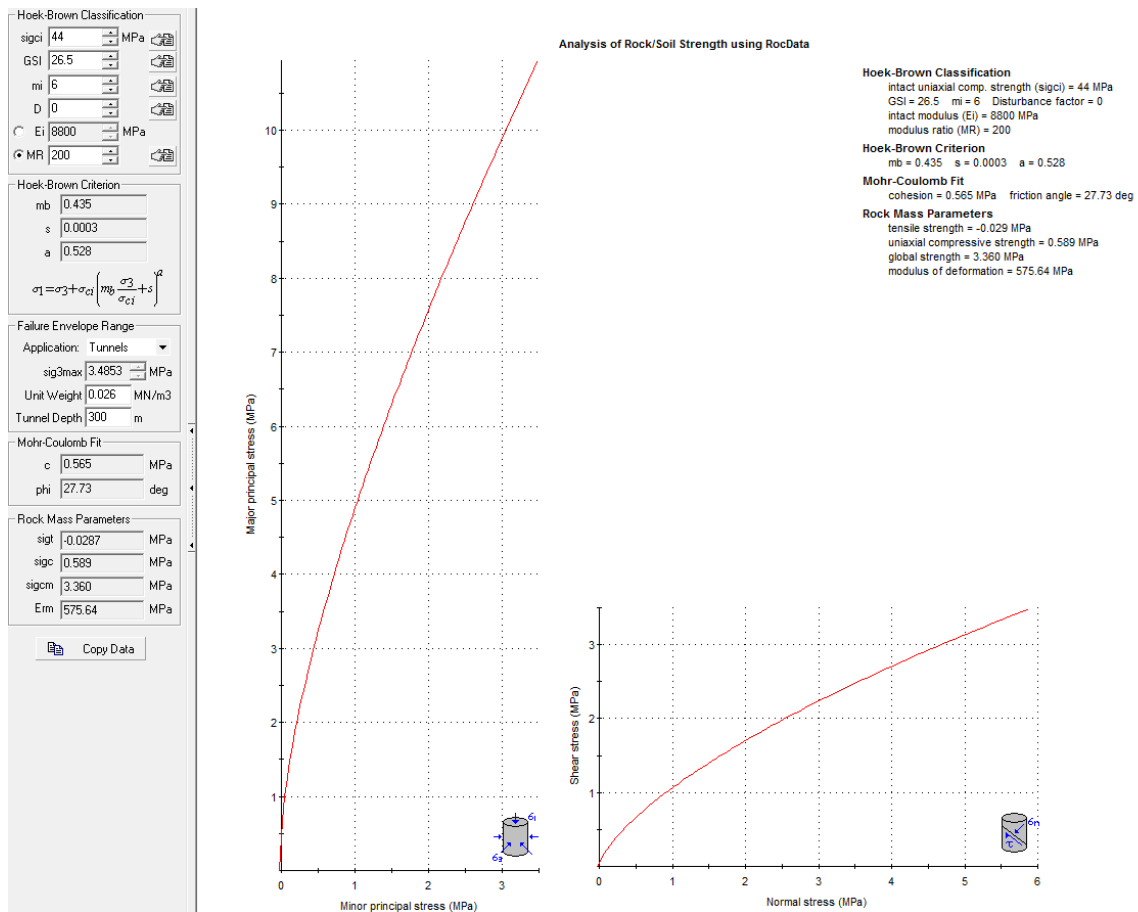 Hoek-Brown Classification
sigci 44 MPa
GSI 26.5
mi 6
D 0
Ei 8800 MPa
MR 200
Hoek-Brown Criterion
mb 0.435
s 0.0003
a 0.528
σ1=σ3+σci(mb σ3/σci+s)^a
Failure Envelope Range
Application: Tunnels
sig3max 3.4853 MPa
Unit Weight 0.026 MN/m3
Tunnel Depth 300 m
Mohr-Coulomb Fit
c 0.565 MPa
phi 27.73 deg
Rock Mass Parameters
sigt -0.0287 MPa
sigc 0.589 MPa
sigcm 3.360 MPa
Erm 575.64 MPa
Copy Data
Analysis of Rock/Soil Strength using RocData
Hoek-Brown Classification
intact uniaxial comp. strength (sigci) = 44 MPa
GSI = 26.5 mi = 6 Disturbance factor = 0
intact modulus (Ei) = 8800 MPa
modulus ratio (MR) = 200
Hoek-Brown Criterion
mb = 0.435 s = 0.0003 a = 0.528
Mohr-Coulomb Fit
cohesion = 0.565 MPa friction angle = 27.73 deg
Rock Mass Parameters
tensile strength = -0.029 MPa
uniaxial compressive strength = 0.589 MPa
global strength = 3.360 MPa
modulus of deformation = 575.64 MPa
Major principal stress (MPa)
10
9
8
7
6
5
4
3
2
1
0 1 2 3
Minor principal stress (MPa)
σ1
σ3
Shear stress (MPa)
3
2
1
0 1 2 3 4 5 6
Normal stress (MPa)
σn
τ